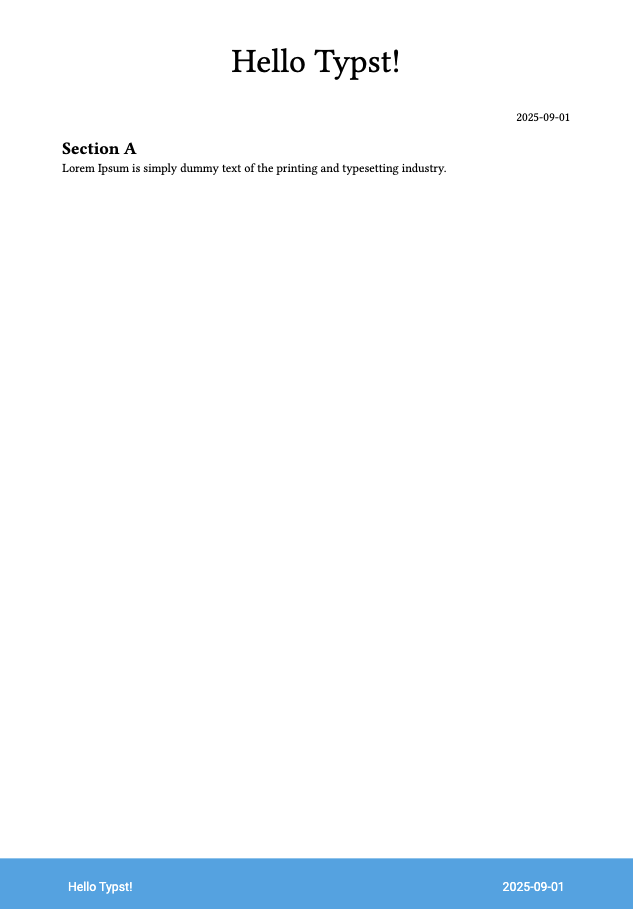 Hello Typst!
2025-09-01
Section A
Lorem Ipsum is simply dummy text of the printing and typesetting industry.
Hello Typst! 2025-09-01